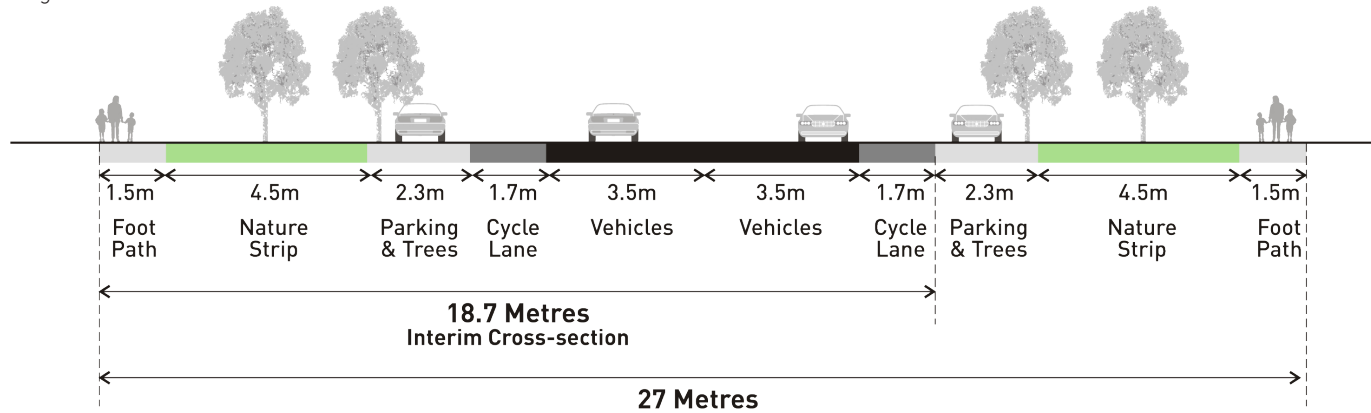 1.5m 4.5m 2.3m 1.7m 3.5m 3.5m 1.7m 2.3m 4.5m 1.5m
Foot Nature Parking Cycle Vehicles Vehicles Cycle Parking Nature Foot
Path Strip & Trees Lane Lane & Trees Strip Path
18.7 Metres
Interim Cross-section
27 Metres